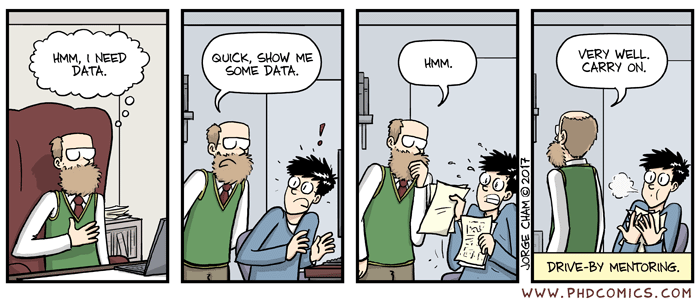 HMM, I NEED
DATA.
QUICK, SHOW ME
SOME DATA.
!
HMM.
VERY WELL.
CARRY ON.
JORGE CHAM © 2017
DRIVE-BY MENTORING.
WWW.PHDCOMICS.COM